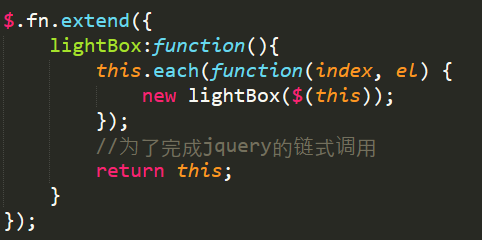 $.fn.extend({
    lightBox:function(){
        this.each(function(index, el) {
            new lightBox($(this));
        });
        //为了完成jquery的链式调用
        return this;
    }
});